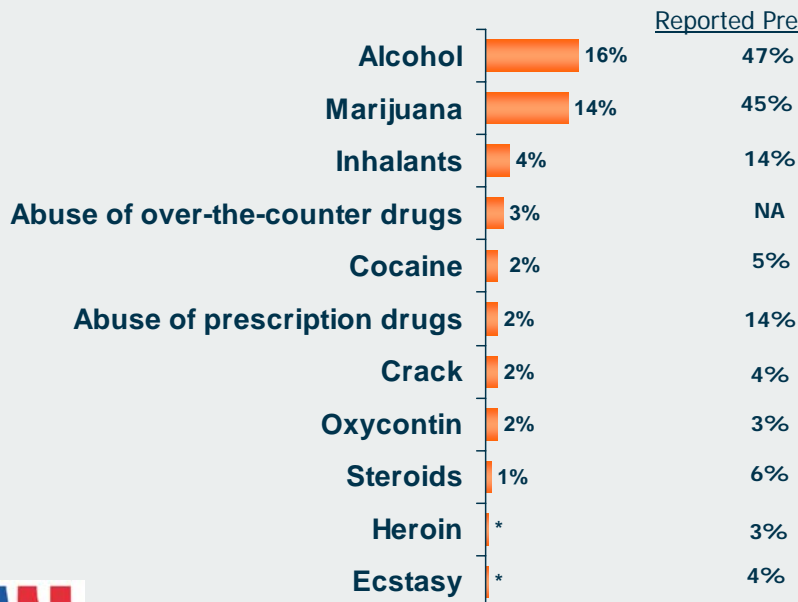 Reported Pre
Alcohol 16% 47%
Marijuana 14% 45%
Inhalants 4% 14%
Abuse of over-the-counter drugs 3% NA
Cocaine 2% 5%
Abuse of prescription drugs 2% 14%
Crack 2% 4%
Oxycontin 2% 3%
Steroids 1% 6%
Heroin * 3%
Ecstasy * 4%